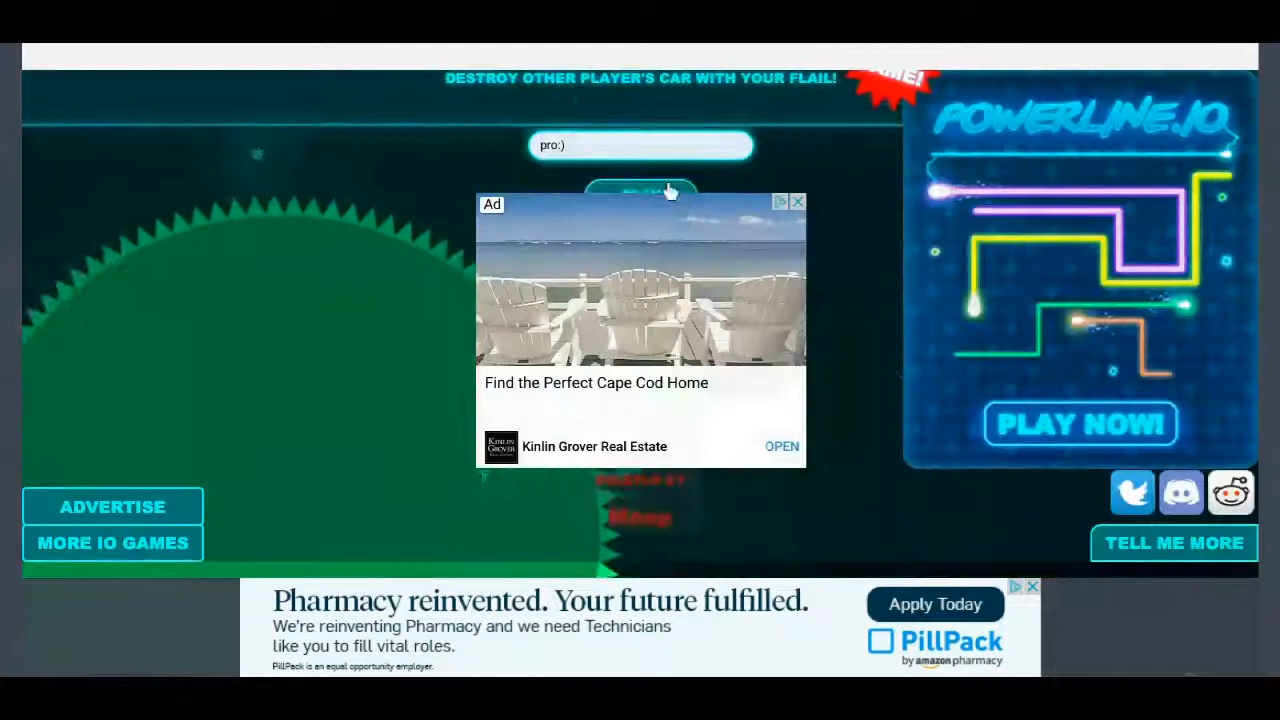 DESTROY OTHER PLAYER'S CAR WITH YOUR FLAIL!
POWERLINE.IO
pro:)
Ad
Find the Perfect Cape Cod Home
KINLIN
GROVER
Kinlin Grover Real Estate
OPEN
PLAY NOW!
ADVERTISE
MORE IO GAMES
TELL ME MORE
Pharmacy reinvented. Your future fulfilled.
We're reinventing Pharmacy and we need Technicians
like you to fill vital roles.
PillPack is an equal opportunity employer.
Apply Today
PillPack
by amazon pharmacy